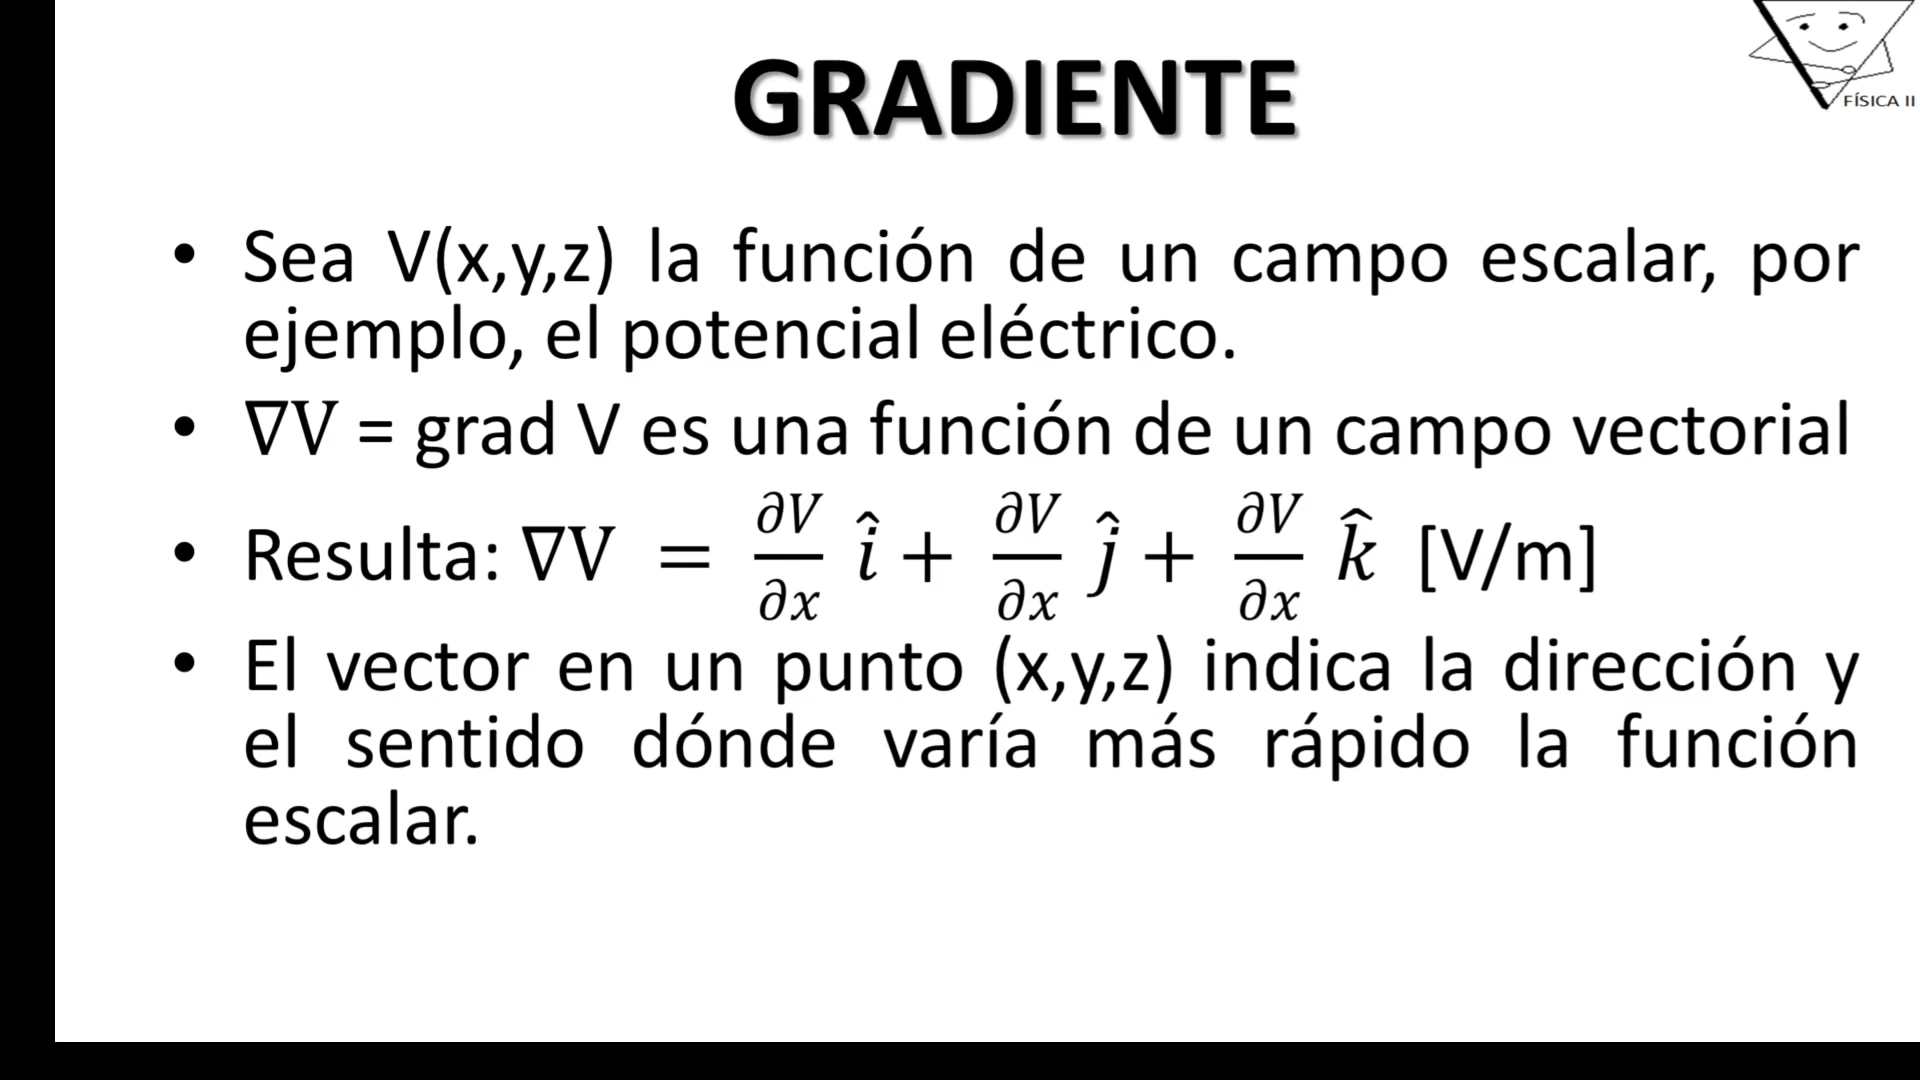 FÍSICA II
GRADIENTE
• Sea V(x,y,z) la función de un campo escalar, por
ejemplo, el potencial eléctrico.
• ∇V = grad V es una función de un campo vectorial
• Resulta: ∇V = ∂V/∂x î + ∂V/∂x ĵ + ∂V/∂x k̂ [V/m]
• El vector en un punto (x,y,z) indica la dirección y
el sentido dónde varía más rápido la función
escalar.